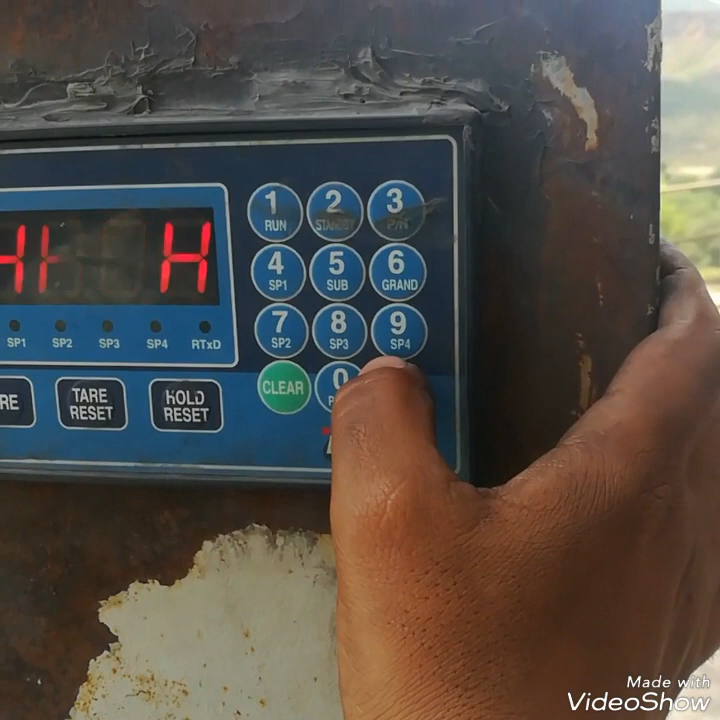 H
1 2 3
RUN STANDBY P/N
4 5 6
SP1 SUB GRAND
7 8 9
SP2 SP3 SP4
CLEAR 0
SP1 SP2 SP3 SP4 RTxD
RE TARE RESET HOLD RESET
Made with
VideoShow